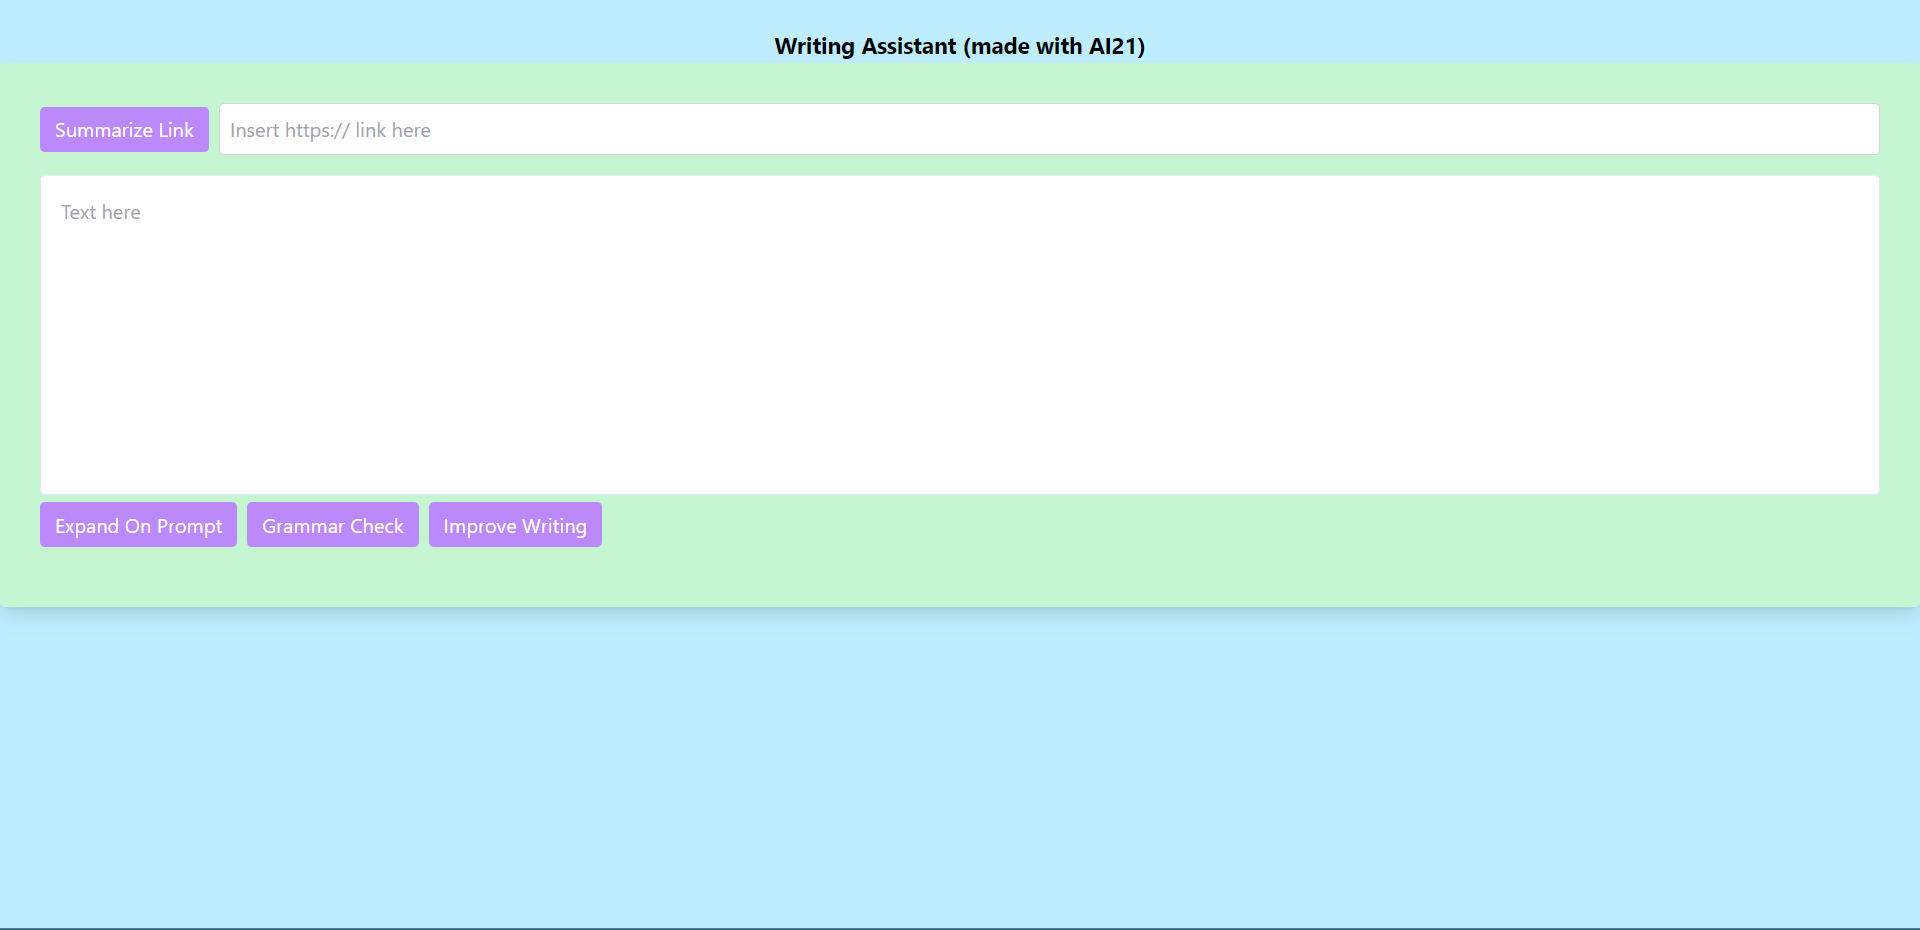 Writing Assistant (made with AI21)
Summarize Link Insert https:// link here
Text here
Expand On Prompt Grammar Check Improve Writing